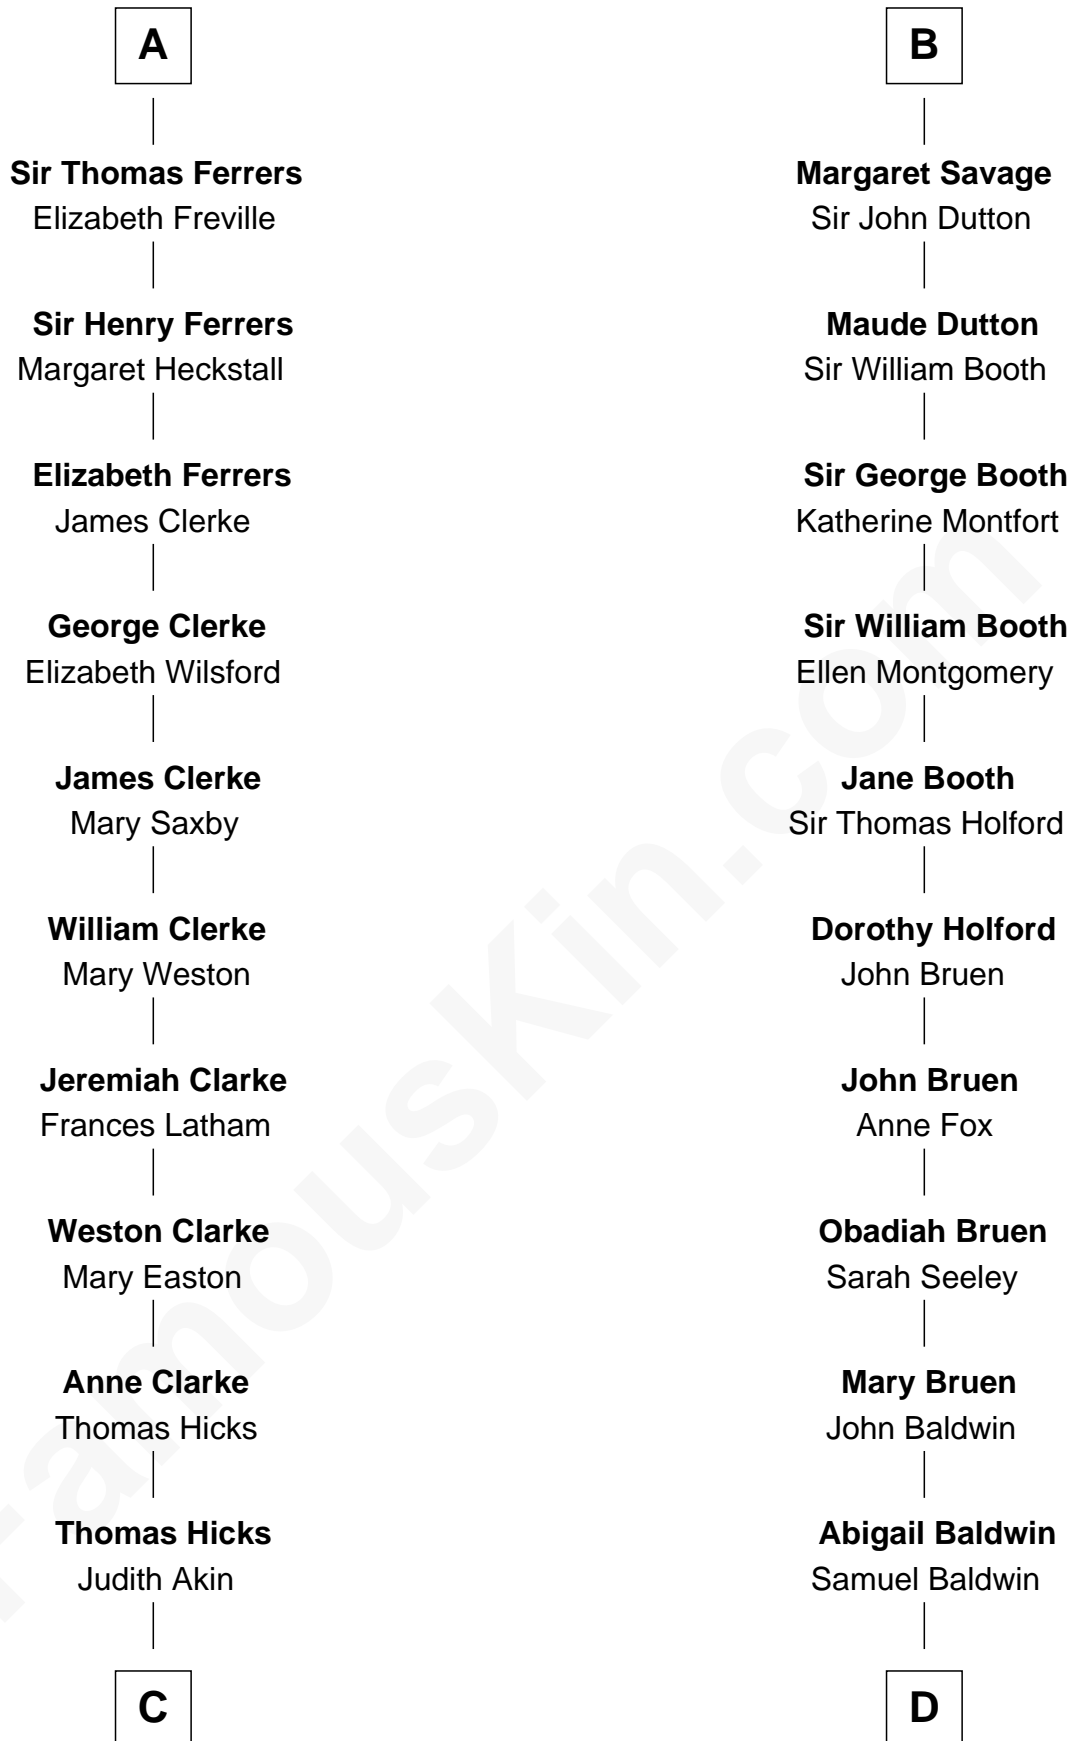 A
Sir Thomas Ferrers
Elizabeth Freville
Sir Henry Ferrers
Margaret Heckstall
Elizabeth Ferrers
James Clerke
George Clerke
Elizabeth Wilsford
James Clerke
Mary Saxby
William Clerke
Mary Weston
Jeremiah Clarke
Frances Latham
Weston Clarke
Mary Easton
Anne Clarke
Thomas Hicks
Thomas Hicks
Judith Akin
C
B
Margaret Savage
Sir John Dutton
Maude Dutton
Sir William Booth
Sir George Booth
Katherine Montfort
Sir William Booth
Ellen Montgomery
Jane Booth
Sir Thomas Holford
Dorothy Holford
John Bruen
John Bruen
Anne Fox
Obadiah Bruen
Sarah Seeley
Mary Bruen
John Baldwin
Abigail Baldwin
Samuel Baldwin
D
FamousKin.com